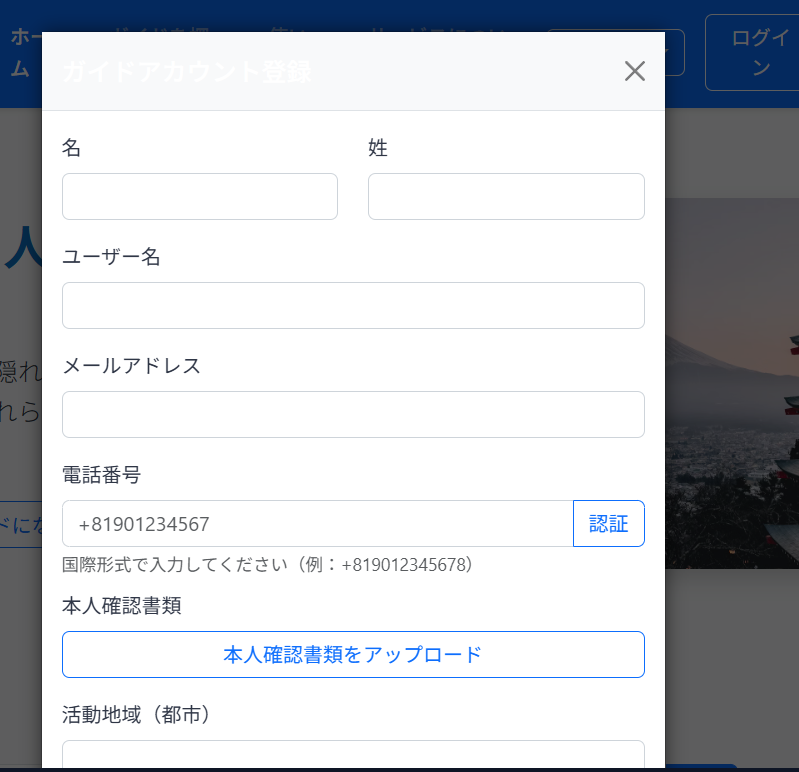 ホー
ム
ログイ
ン
ガイドアカウント登録
名
姓
ユーザー名
メールアドレス
電話番号
+81901234567
認証
国際形式で入力してください（例：+819012345678）
本人確認書類
本人確認書類をアップロード
活動地域（都市）
人
隠れ
れら
ドにな